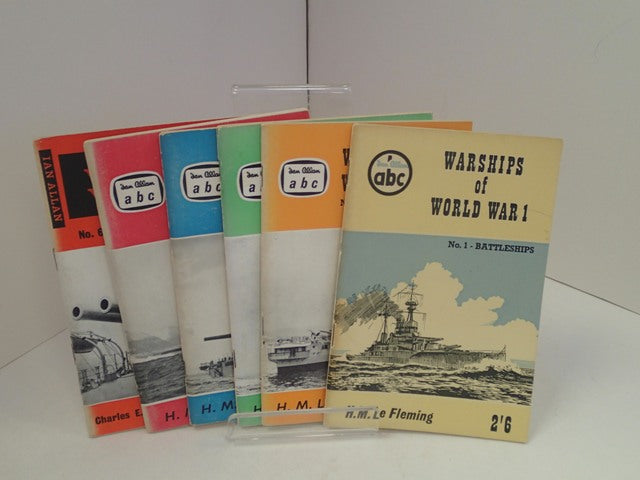 IAN ALLAN
No. 6
Charles E.
Ian Allan
abc
H.
Ian Allan
abc
H. M.
Ian Allan
abc
H.
Ian Allan
abc
H. M. L
Ian Allan
abc
WARSHIPS
of
WORLD WAR 1
No. 1 - BATTLESHIPS
H.M. Le Fleming
2'6